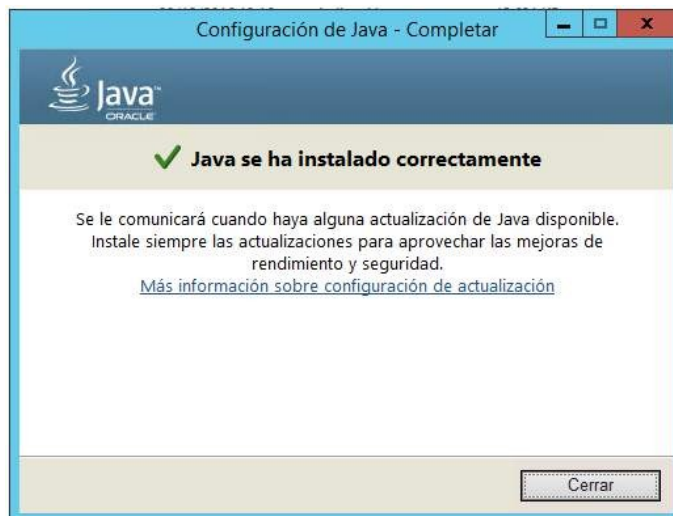 Configuración de Java - Completar
Java™
ORACLE
Java se ha instalado correctamente
Se le comunicará cuando haya alguna actualización de Java disponible.
Instale siempre las actualizaciones para aprovechar las mejoras de
rendimiento y seguridad.
Más información sobre configuración de actualización
Cerrar